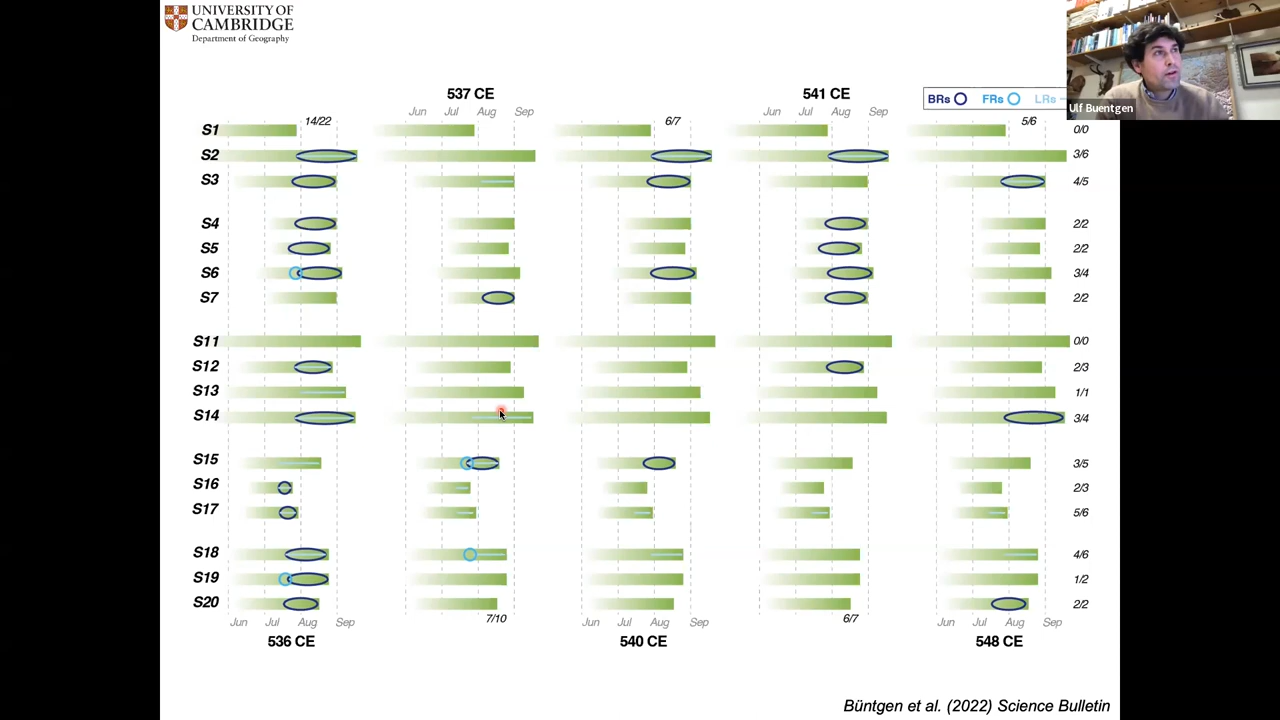 UNIVERSITY OF
CAMBRIDGE
Department of Geography
Ulf Buentgen
537 CE
541 CE
BRs FRs LRs
Jun Jul Aug Sep
Jun Jul Aug Sep
14/22 6/7 5/6
S1 0/0
S2 3/6
S3 4/5
S4 2/2
S5 2/2
S6 3/4
S7 2/2
S11 0/0
S12 2/3
S13 1/1
S14 3/4
S15 3/5
S16 2/3
S17 5/6
S18 4/6
S19 1/2
S20 2/2
7/10 6/7
Jun Jul Aug Sep
Jun Jul Aug Sep
Jun Jul Aug Sep
536 CE
540 CE
548 CE
Büntgen et al. (2022) Science Bulletin